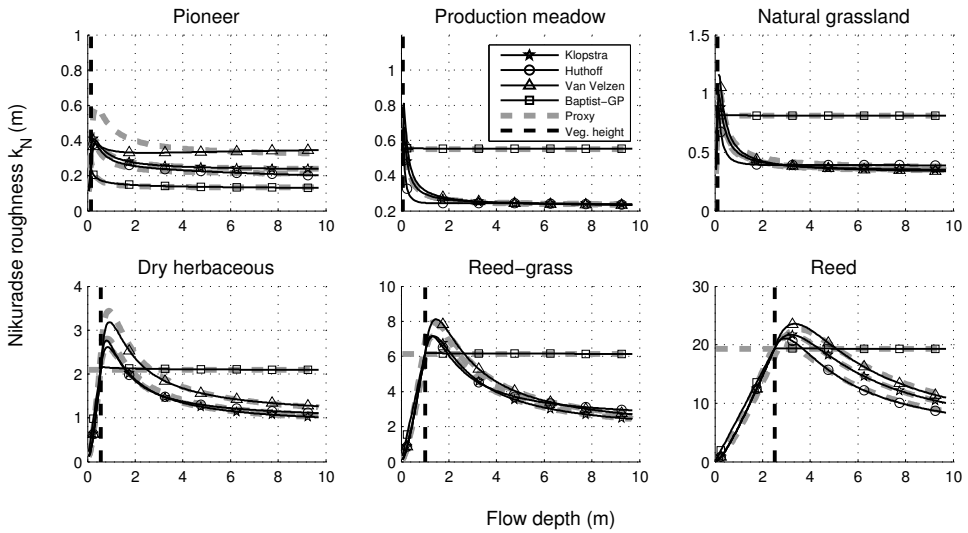 Pioneer
Production meadow
Natural grassland
1
0.8
0.6
0.4
0.2
0
0 2 4 6 8 10
1
0.8
0.6
0.4
0.2
0 2 4 6 8 10
Klopstra
Huthoff
Van Velzen
Baptist−GP
Proxy
Veg. height
1.5
1
0.5
0
0 2 4 6 8 10
Nikuradse roughness k_N (m)
Dry herbaceous
Reed−grass
Reed
4
3
2
1
0
0 2 4 6 8 10
10
8
6
4
2
0
0 2 4 6 8 10
30
20
10
0
0 2 4 6 8 10
Flow depth (m)